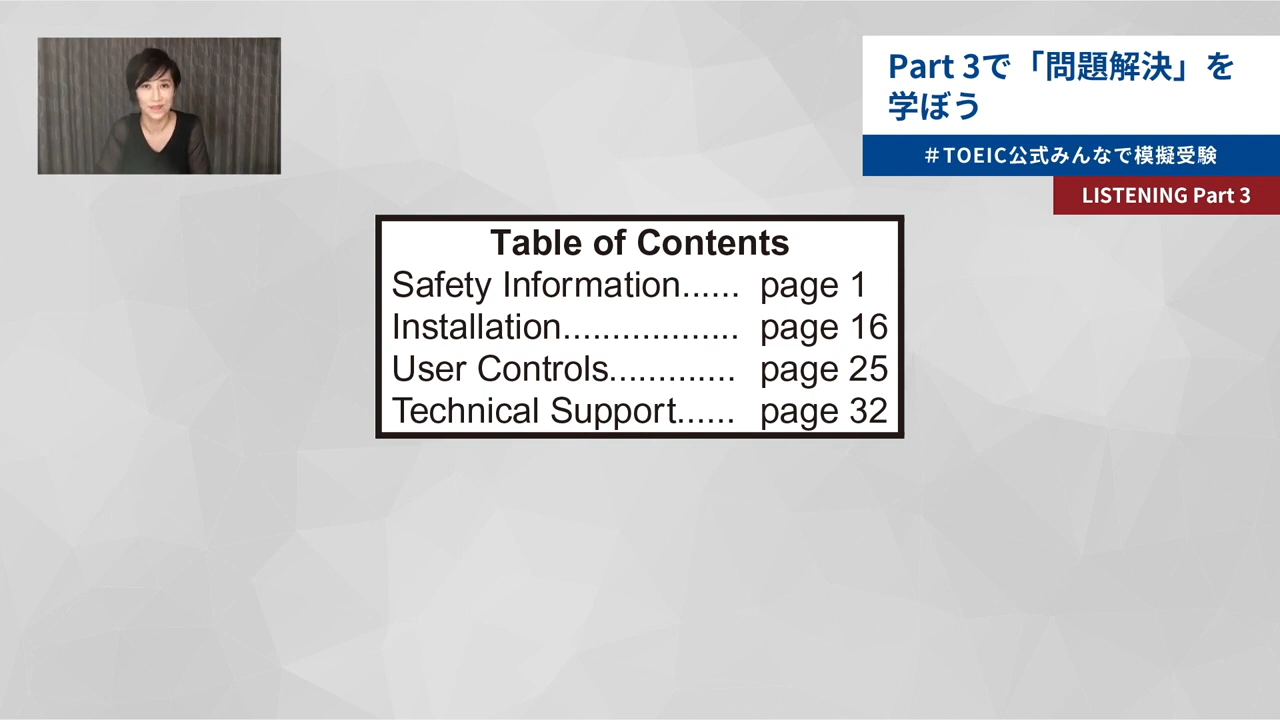 Part 3で「問題解決」を
学ぼう
#TOEIC公式みんなで模擬受験
LISTENING Part 3
Table of Contents
Safety Information...... page 1
Installation.................. page 16
User Controls............. page 25
Technical Support...... page 32